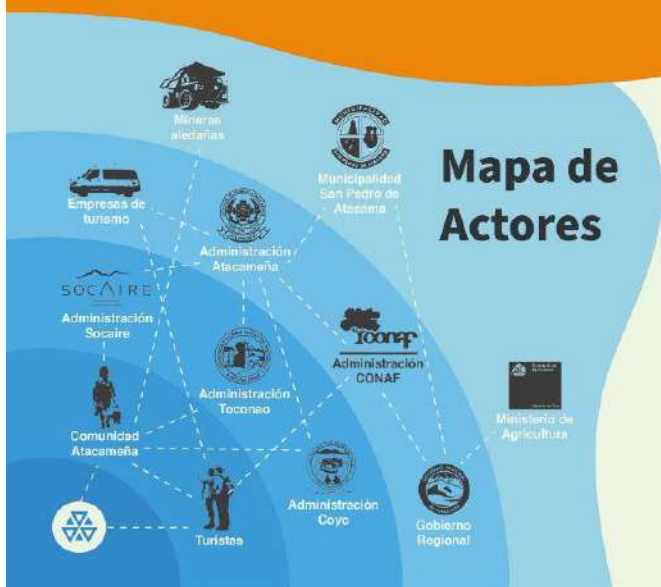 Mapa de
Actores
Mineras
aledañas
Municipalidad
San Pedro de
Atacama
Empresas de
turismo
Administración
Atacameña
SOCAIRE
Administración
Socaire
Administración
Toconao
Conaf
Administración
CONAF
Ministerio de
Agricultura
Comunidad
Atacameña
Turistas
Administración
Coyo
Gobierno
Regional